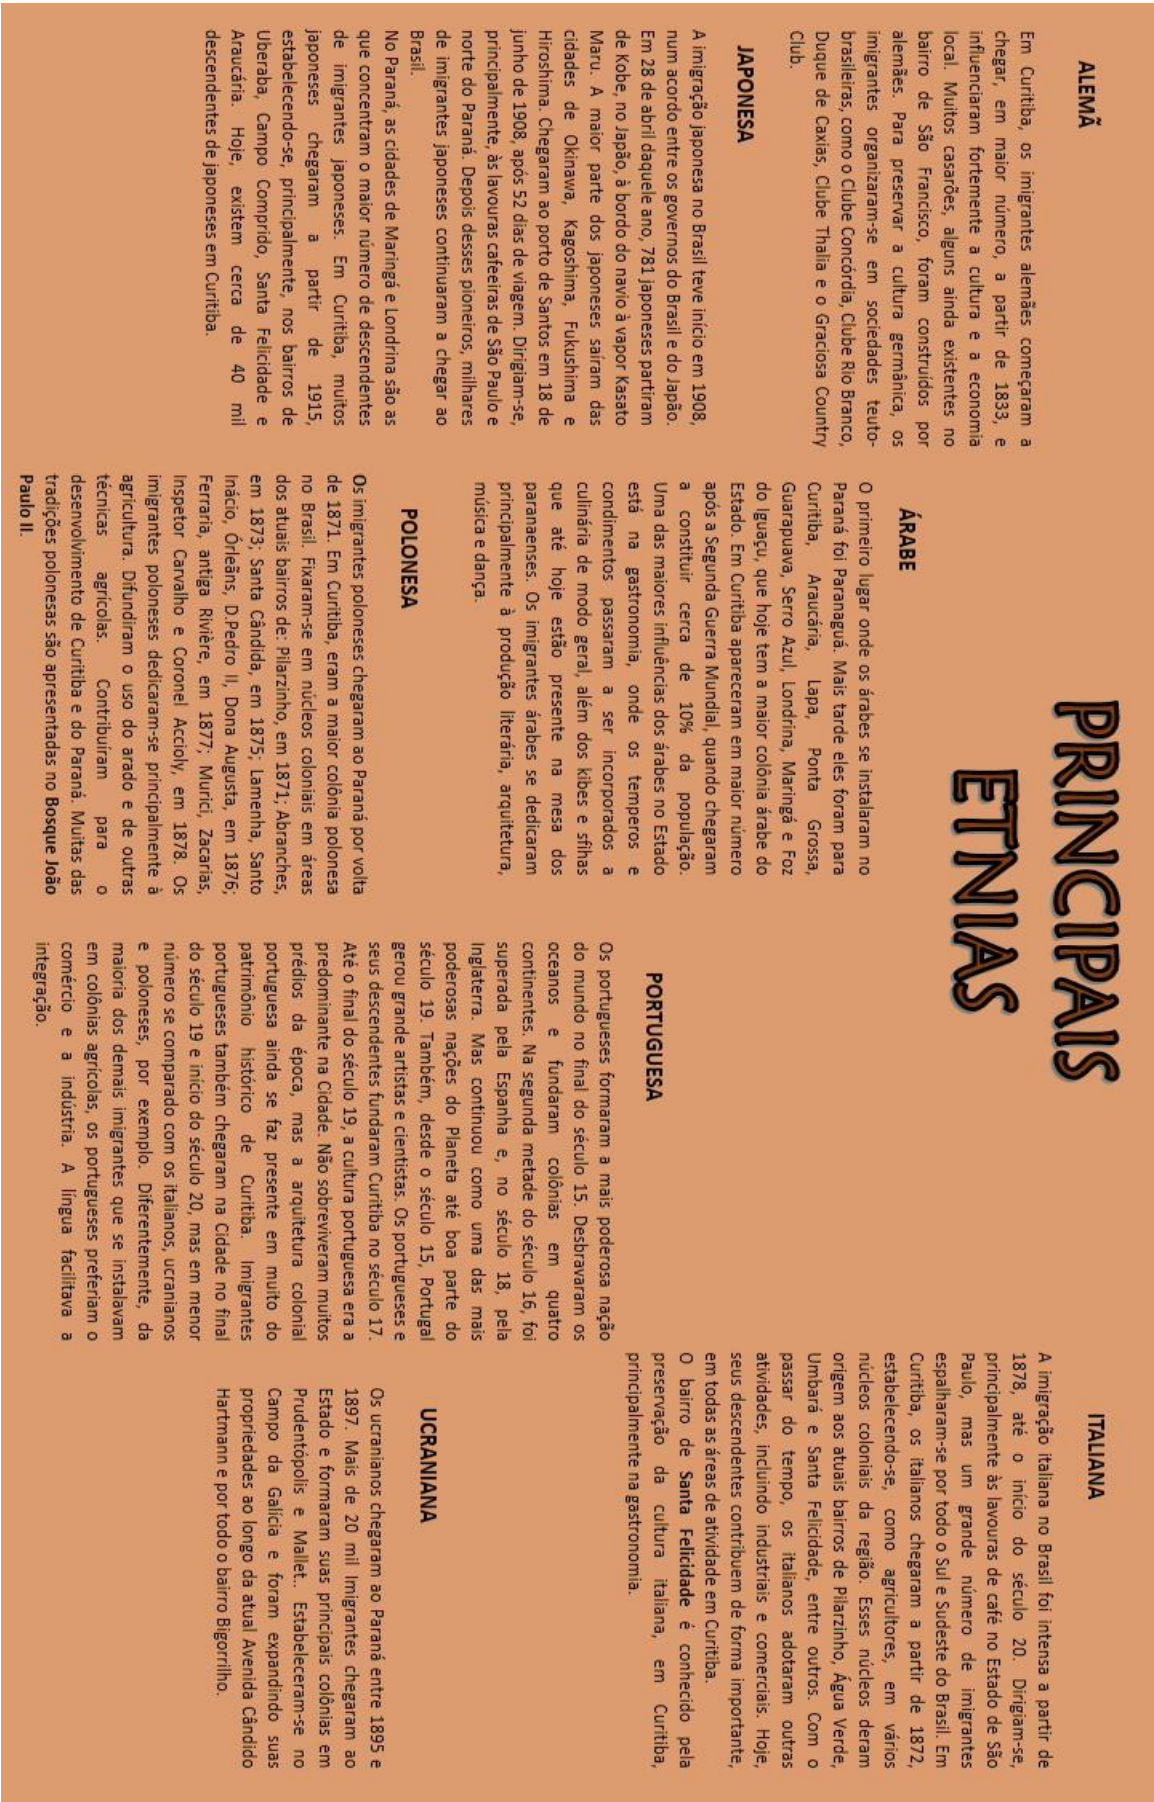 PRINCIPAIS
ETNIAS
ALEMÃ
Em Curitiba, os imigrantes alemães começaram a
chegar, em maior número, a partir de 1833, e
influenciaram fortemente a cultura e a economia
local. Muitos casarões, alguns ainda existentes no
bairro de São Francisco, foram construídos por
alemães. Para preservar a cultura germânica, os
imigrantes organizaram-se em sociedades teuto-
brasileiras, como o Clube Concórdia, Clube Rio Branco,
Duque de Caxias, Clube Thalia e o Graciosa Country
Club.
JAPONESA
A imigração japonesa no Brasil teve início em 1908,
num acordo entre os governos do Brasil e do Japão.
Em 28 de abril daquele ano, 781 japoneses partiram
de Kobe, no Japão, à bordo do navio à vapor Kasato
Maru. A maior parte dos japoneses saíram das
cidades de Okinawa, Kagoshima, Fukushima e
Hiroshima. Chegaram ao porto de Santos em 18 de
junho de 1908, após 52 dias de viagem. Dirigiam-se,
principalmente, às lavouras cafeeiras de São Paulo e
norte do Paraná. Depois desses pioneiros, milhares
de imigrantes japoneses continuaram a chegar ao
Brasil.
No Paraná, as cidades de Maringá e Londrina são as
que concentram o maior número de descendentes
de imigrantes japoneses. Em Curitiba, muitos
japoneses chegaram a partir de 1915,
estabelecendo-se, principalmente, nos bairros de
Uberaba, Campo Comprido, Santa Felicidade e
Araucária. Hoje, existem cerca de 40 mil
descendentes de japoneses em Curitiba.
ÁRABE
O primeiro lugar onde os árabes se instalaram no
Paraná foi Paranaguá. Mais tarde eles foram para
Curitiba, Araucária, Lapa, Ponta Grossa,
Guarapuava, Serro Azul, Londrina, Maringá e Foz
do Iguaçu, que hoje tem a maior colônia árabe do
Estado. Em Curitiba apareceram em maior número
após a Segunda Guerra Mundial, quando chegaram
a constituir cerca de 10% da população.
Uma das maiores influências dos árabes no Estado
está na gastronomia, onde os temperos e
condimentos passaram a ser incorporados a
culinária de modo geral, além dos kibes e sfihas
que até hoje estão presente na mesa dos
paranaenses. Os imigrantes árabes se dedicaram
principalmente à produção literária, arquitetura,
música e dança.
POLONESA
Os imigrantes poloneses chegaram ao Paraná por volta
de 1871. Em Curitiba, eram a maior colônia polonesa
no Brasil. Fixaram-se em núcleos coloniais em áreas
dos atuais bairros de: Pilarzinho, em 1871; Abranches,
em 1873; Santa Cândida, em 1875; Lamenha, Santo
Inácio, Órleãns, D.Pedro II, Dona Augusta, em 1876;
Ferraria, antiga Rivière, em 1877; Murici, Zacarias,
Inspetor Carvalho e Coronel Accioly, em 1878. Os
imigrantes poloneses dedicaram-se principalmente à
agricultura. Difundiram o uso do arado e de outras
técnicas agrícolas. Contribuíram para o
desenvolvimento de Curitiba e do Paraná. Muitas das
tradições polonesas são apresentadas no Bosque João
Paulo II.
PORTUGUESA
Os portugueses formaram a mais poderosa nação
do mundo no final do século 15. Desbravaram os
oceanos e fundaram colônias em quatro
continentes. Na segunda metade do século 16, foi
superada pela Espanha e, no século 18, pela
Inglaterra. Mas continuou como uma das mais
poderosas nações do Planeta até boa parte do
século 19. Também, desde o século 15, Portugal
gerou grande artistas e cientistas. Os portugueses e
seus descendentes fundaram Curitiba no século 17.
Até o final do século 19, a cultura portuguesa era a
predominante na Cidade. Não sobreviveram muitos
prédios da época, mas a arquitetura colonial
portuguesa ainda se faz presente em muito do
patrimônio histórico de Curitiba. Imigrantes
portugueses também chegaram na Cidade no final
do século 19 e início do século 20, mas em menor
número se comparado com os italianos, ucranianos
e poloneses, por exemplo. Diferentemente, da
maioria dos demais imigrantes que se instalavam
em colônias agrícolas, os portugueses preferiam o
comércio e a indústria. A língua facilitava a
integração.
ITALIANA
A imigração italiana no Brasil foi intensa a partir de
1878, até o início do século 20. Dirigiam-se,
principalmente às lavouras de café no Estado de São
Paulo, mas um grande número de imigrantes
espalharam-se por todo o Sul e Sudeste do Brasil. Em
Curitiba, os italianos chegaram a partir de 1872,
estabelecendo-se, como agricultores, em vários
núcleos coloniais da região. Esses núcleos deram
origem aos atuais bairros de Pilarzinho, Água Verde,
Umbará e Santa Felicidade, entre outros. Com o
passar do tempo, os italianos adotaram outras
atividades, incluindo industriais e comerciais. Hoje,
seus descendentes contribuem de forma importante,
em todas as áreas de atividade em Curitiba.
O bairro de Santa Felicidade é conhecido pela
preservação da cultura italiana, em Curitiba,
principalmente na gastronomia.
UCRANIANA
Os ucranianos chegaram ao Paraná entre 1895 e
1897. Mais de 20 mil Imigrantes chegaram ao
Estado e formaram suas principais colônias em
Prudentópolis e Mallet.. Estabeleceram-se no
Campo da Galícia e foram expandindo suas
propriedades ao longo da atual Avenida Cândido
Hartmann e por todo o bairro Bigorrilho.